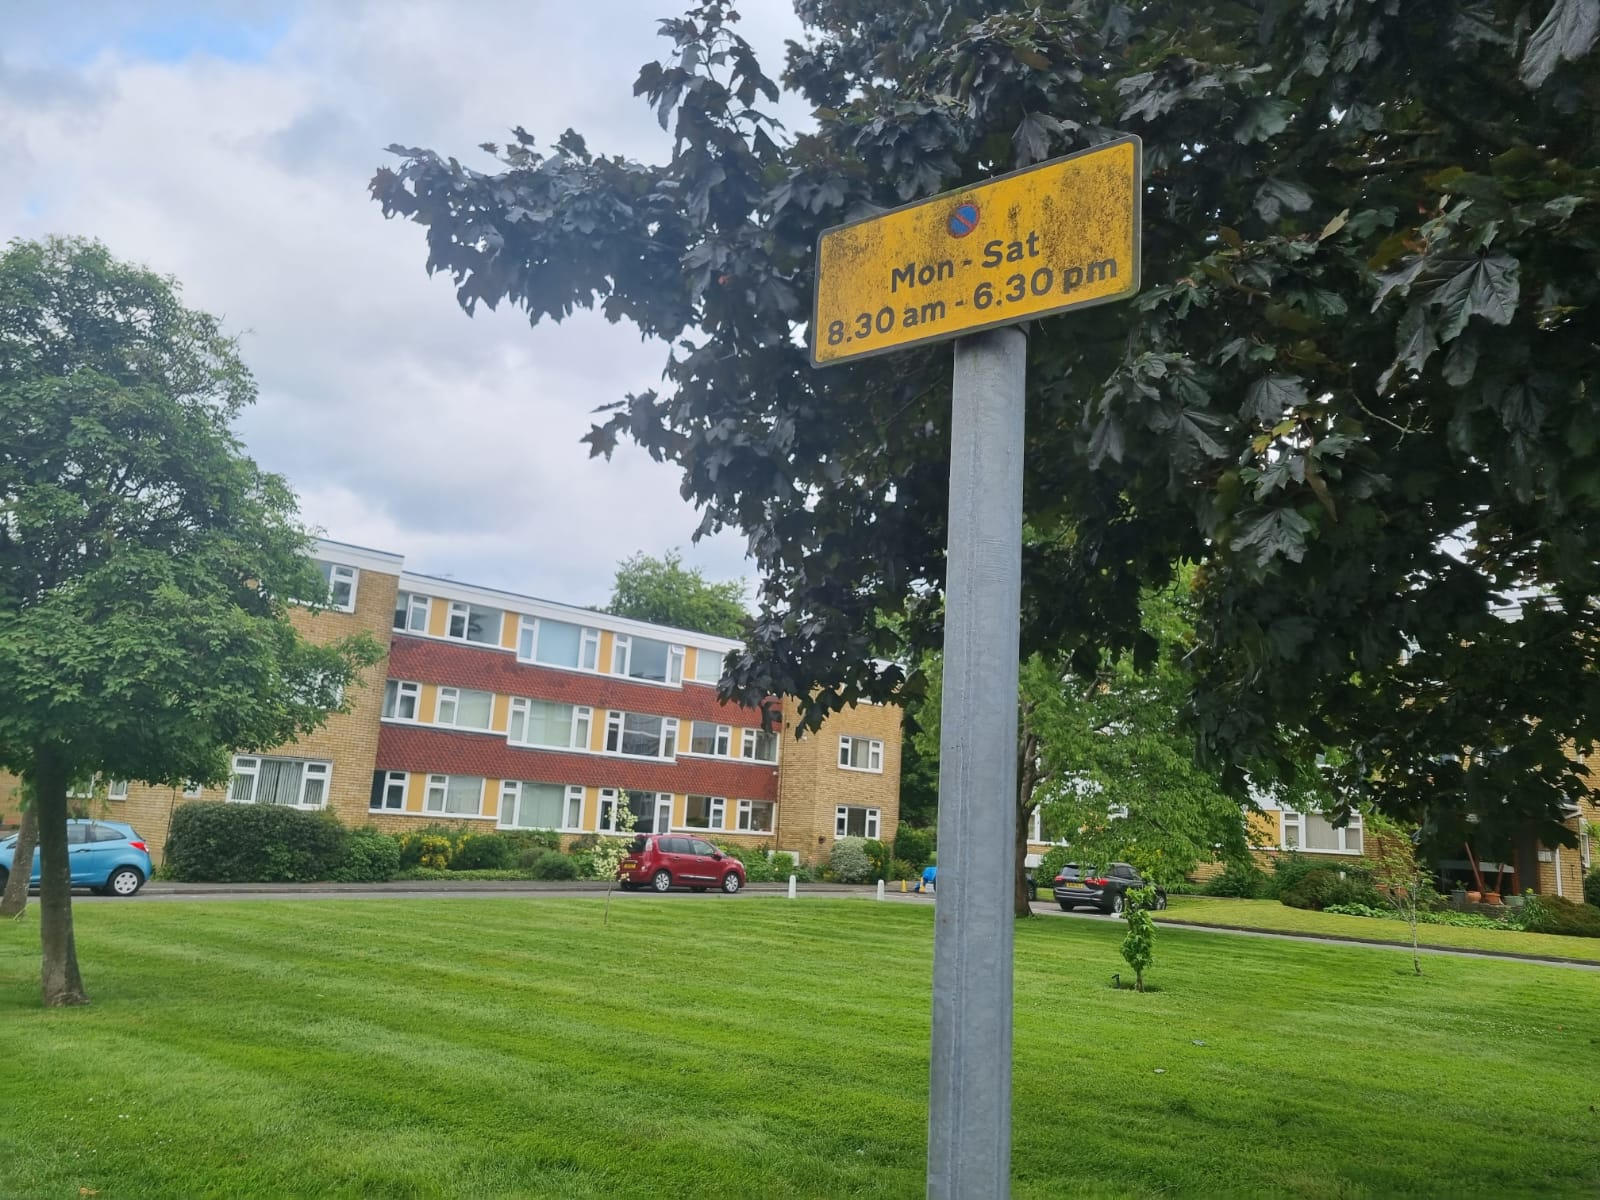 Mon - Sat
8.30 am - 6.30 pm